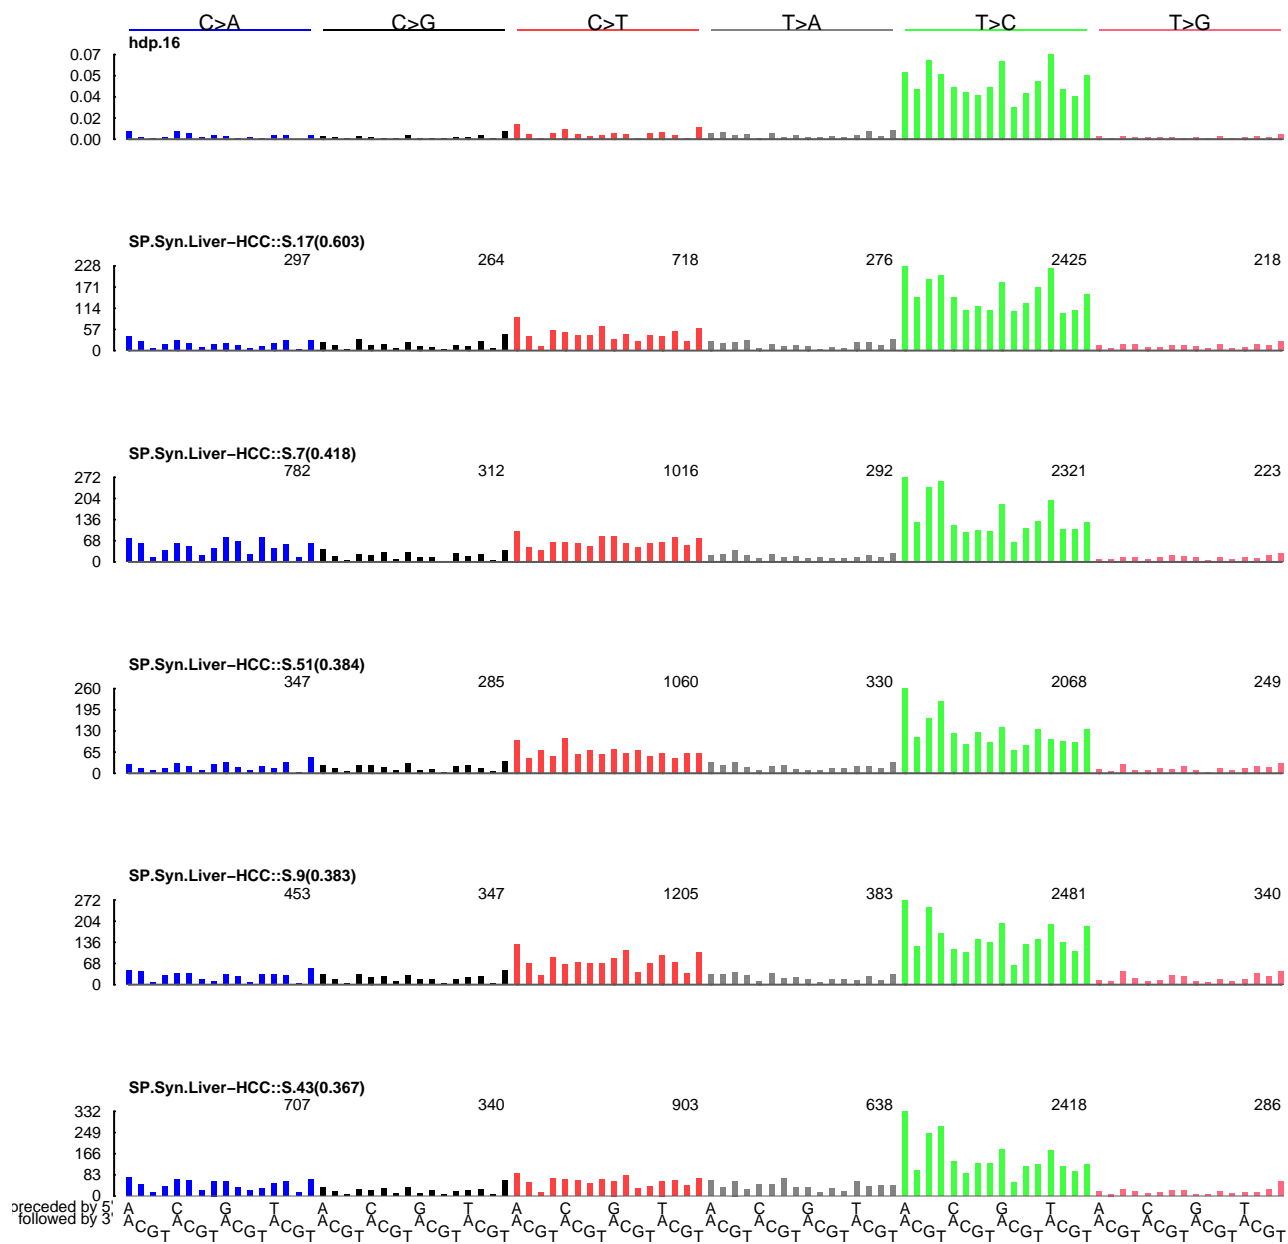 C>A C>G C>T T>A T>C T>G
hdp.16
0.07
0.05
0.04
0.02
0.00
SP.Syn.Liver−HCC::S.17(0.603)
297 264 718 276 2425 218
228
171
114
57
0
SP.Syn.Liver−HCC::S.7(0.418)
782 312 1016 292 2321 223
272
204
136
68
0
SP.Syn.Liver−HCC::S.51(0.384)
347 285 1060 330 2068 249
260
195
130
65
0
SP.Syn.Liver−HCC::S.9(0.383)
453 347 1205 383 2481 340
272
204
136
68
0
SP.Syn.Liver−HCC::S.43(0.367)
707 340 903 638 2418 286
332
249
166
83
0
preceded by 5' A C G T A C G T A C G T A C G T A C G T A C G T
followed by 3' A C G T A C G T A C G T A C G T A C G T A C G T A C G T A C G T A C G T A C G T A C G T A C G T A C G T A C G T A C G T A C G T A C G T A C G T A C G T A C G T A C G T A C G T A C G T A C G T